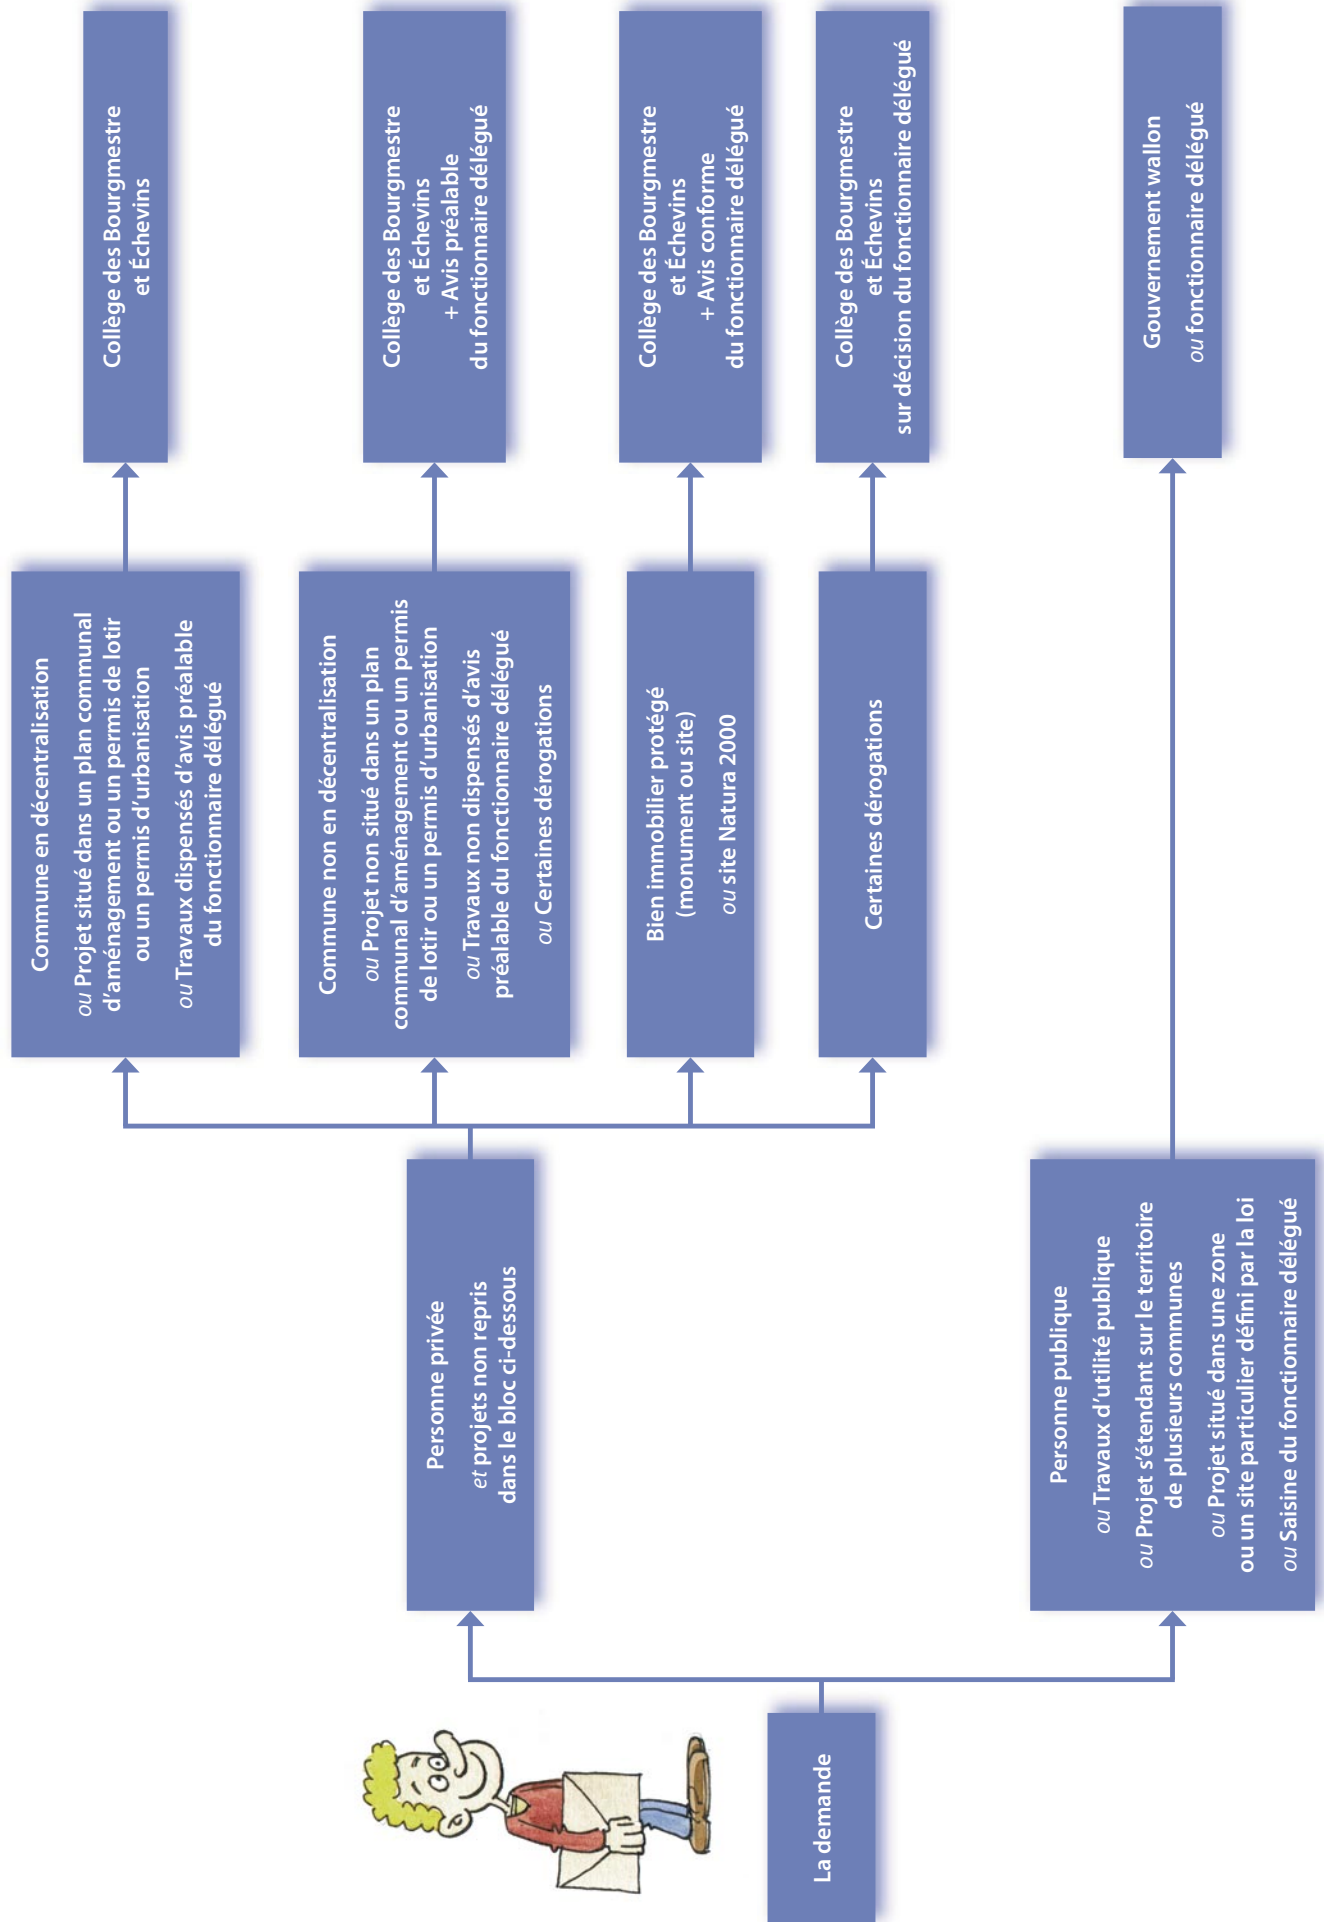 La demande
Personne privée
et projets non repris
dans le bloc ci-dessous
Commune en décentralisation
ou Projet situé dans un plan communal
d'aménagement ou un permis de lotir
ou un permis d'urbanisation
ou Travaux dispensés d'avis préalable
du fonctionnaire délégué
Collège des Bourgmestre
et Échevins
Commune non en décentralisation
ou Projet non situé dans un plan
communal d'aménagement ou un permis
de lotir ou un permis d'urbanisation
ou Travaux non dispensés d'avis
préalable du fonctionnaire délégué
ou Certaines dérogations
Collège des Bourgmestre
et Échevins
+ Avis préalable
du fonctionnaire délégué
Bien immobilier protégé
(monument ou site)
ou site Natura 2000
Collège des Bourgmestre
et Échevins
+ Avis conforme
du fonctionnaire délégué
Certaines dérogations
Collège des Bourgmestre
et Échevins
sur décision du fonctionnaire délégué
Personne publique
ou Travaux d'utilité publique
ou Projet s'étendant sur le territoire
de plusieurs communes
ou Projet situé dans une zone
ou un site particulier défini par la loi
ou Saisine du fonctionnaire délégué
Gouvernement wallon
ou fonctionnaire délégué